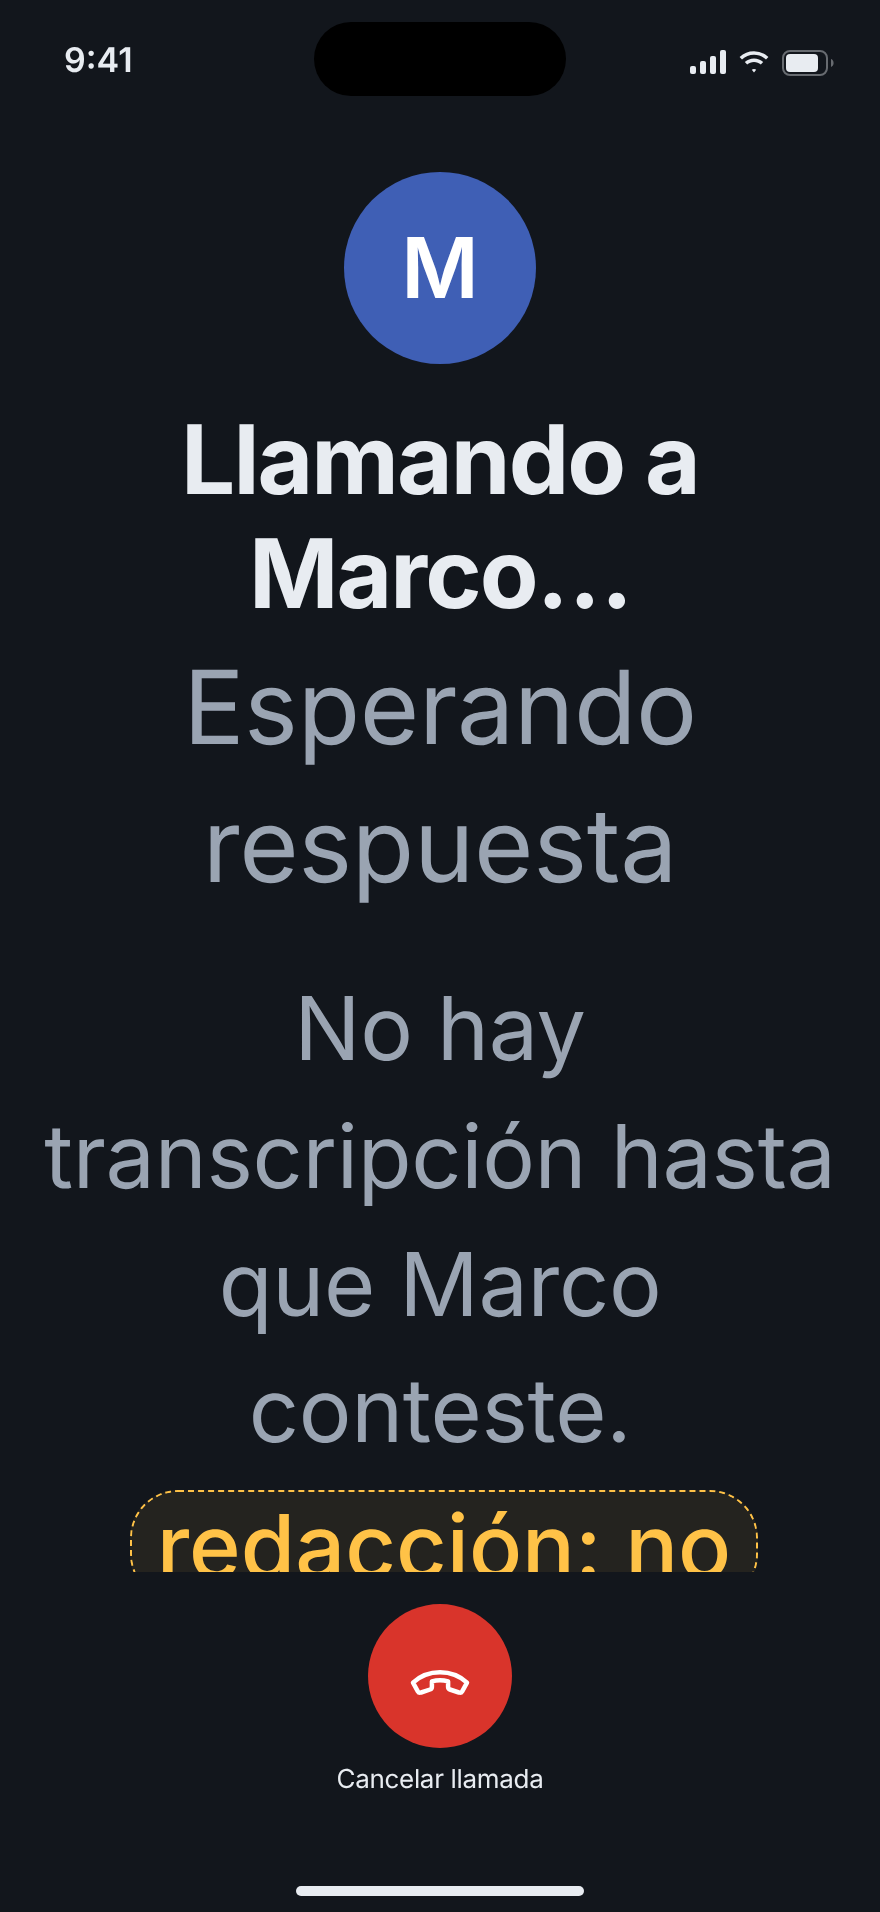 9:41
M
Llamando a
Marco...
Esperando
respuesta
No hay
transcripción hasta
que Marco
conteste.
redacción: no
Cancelar llamada